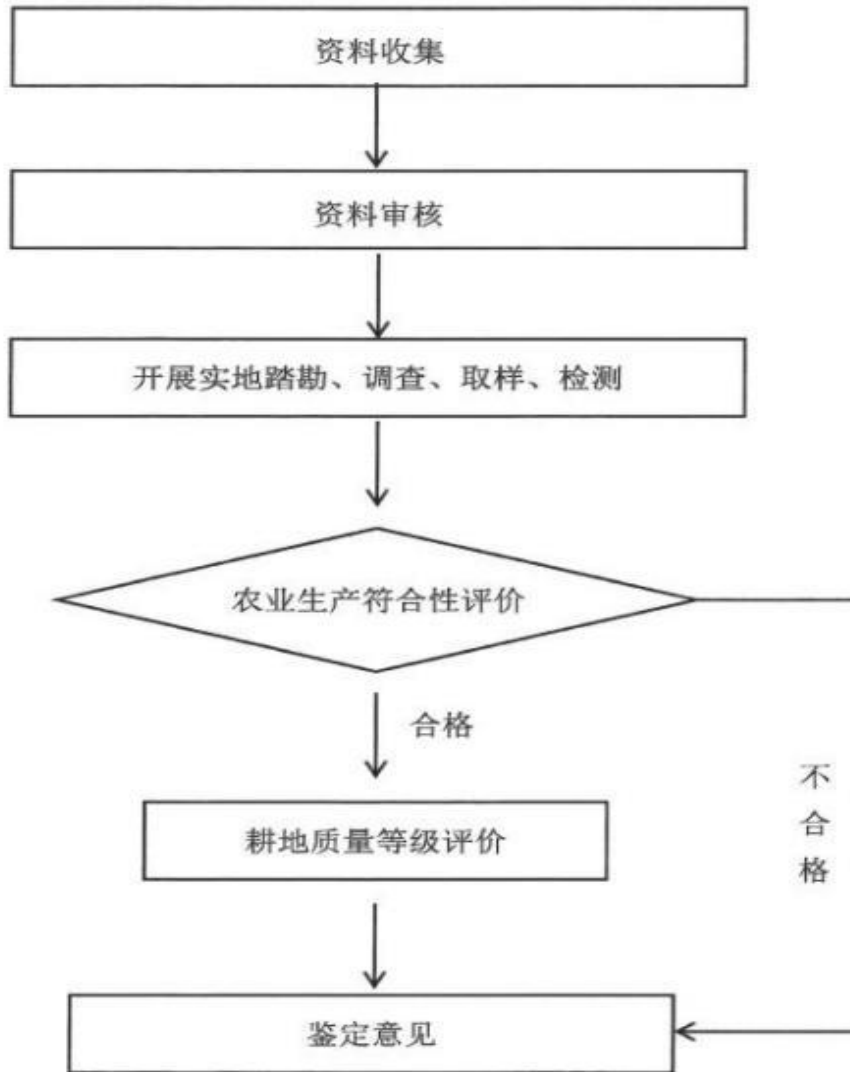 资料收集
资料审核
开展实地踏勘、调查、取样、检测
农业生产符合性评价
合格
不合格
耕地质量等级评价
鉴定意见